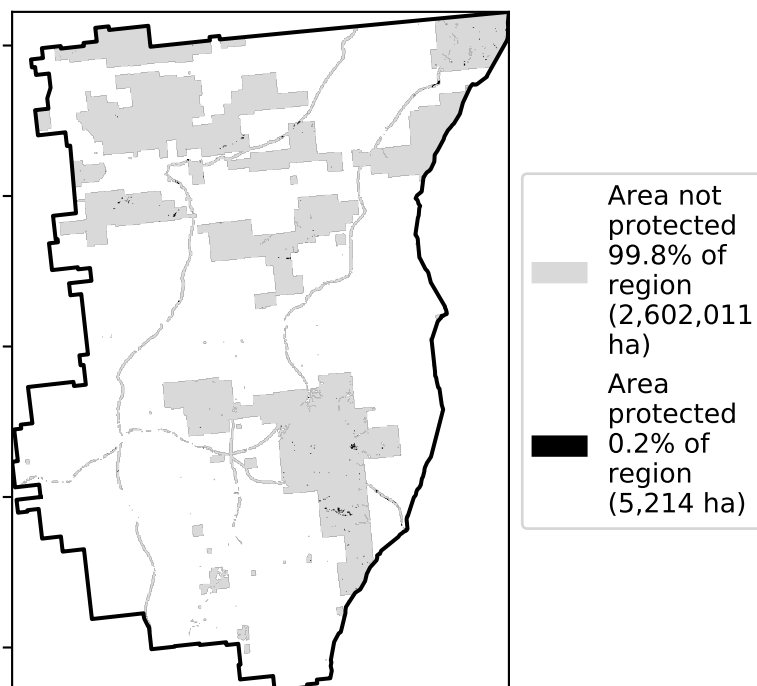 Area not
protected
99.8% of
region
(2,602,011
ha)
Area
protected
0.2% of
region
(5,214 ha)